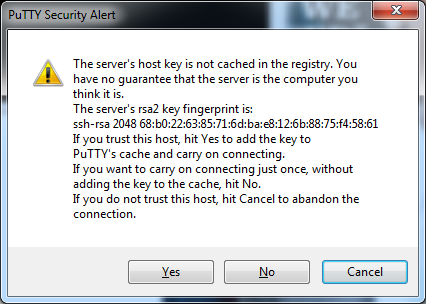 PuTTY Security Alert
The server's host key is not cached in the registry. You
have no guarantee that the server is the computer you
think it is.
The server's rsa2 key fingerprint is:
ssh-rsa 2048 68:b0:22:63:85:71:6d:ba:e8:12:6b:88:75:f4:58:61
If you trust this host, hit Yes to add the key to
PuTTY's cache and carry on connecting.
If you want to carry on connecting just once, without
adding the key to the cache, hit No.
If you do not trust this host, hit Cancel to abandon the
connection.
Yes
No
Cancel